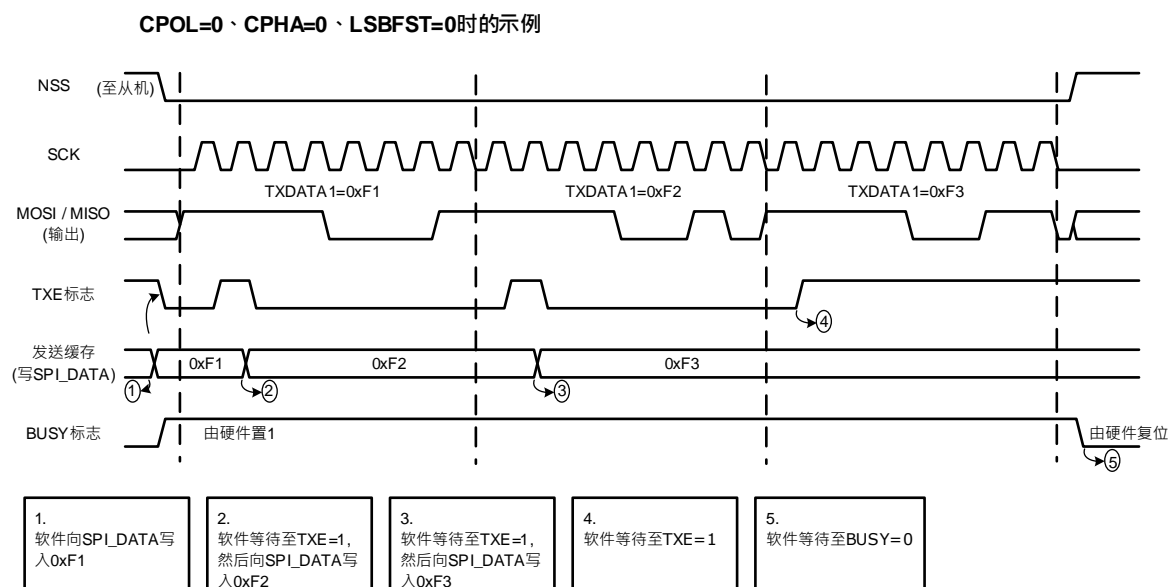 CPOL=0、CPHA=0、LSBFST=0时的示例
NSS (至从机)
SCK
TXDATA1=0xF1 TXDATA1=0xF2 TXDATA1=0xF3
MOSI / MISO
(输出)
TXE标志
④
发送缓存
(写SPI_DATA)
0xF1 0xF2 0xF3
① ② ③
BUSY标志 由硬件置1 由硬件复位
⑤
1.
软件向SPI_DATA写
入0xF1
2.
软件等待至TXE=1,
然后向SPI_DATA写
入0xF2
3.
软件等待至TXE=1,
然后向SPI_DATA写
入0xF3
4.
软件等待至TXE=1
5.
软件等待至BUSY=0